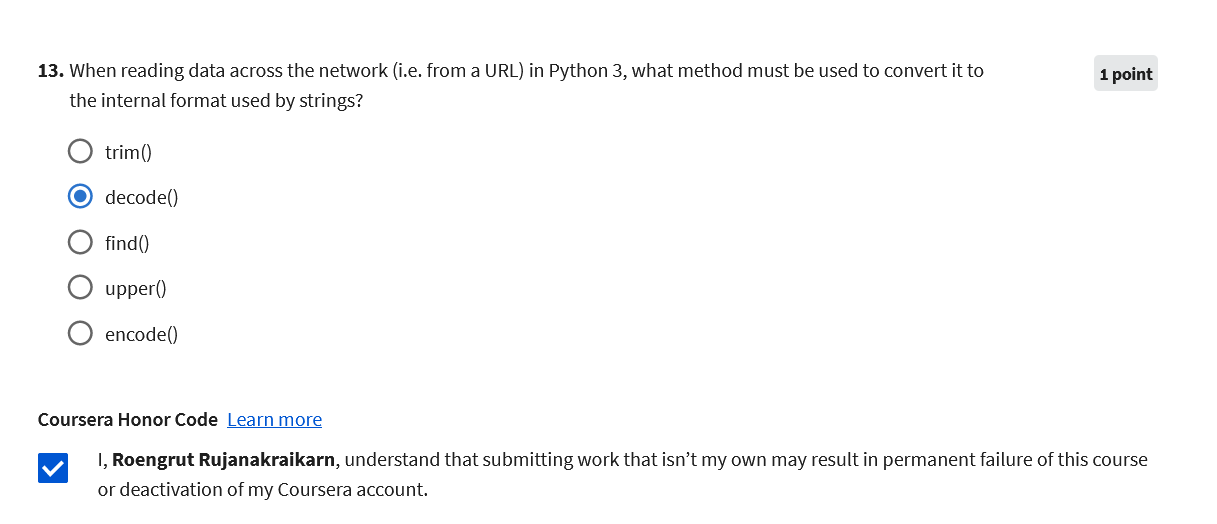 13. When reading data across the network (i.e. from a URL) in Python 3, what method must be used to convert it to
1 point
the internal format used by strings?
trim()
decode()
find()
upper()
encode()
Coursera Honor Code Learn more
I, Roengrut Rujanakraikarn, understand that submitting work that isn’t my own may result in permanent failure of this course
or deactivation of my Coursera account.